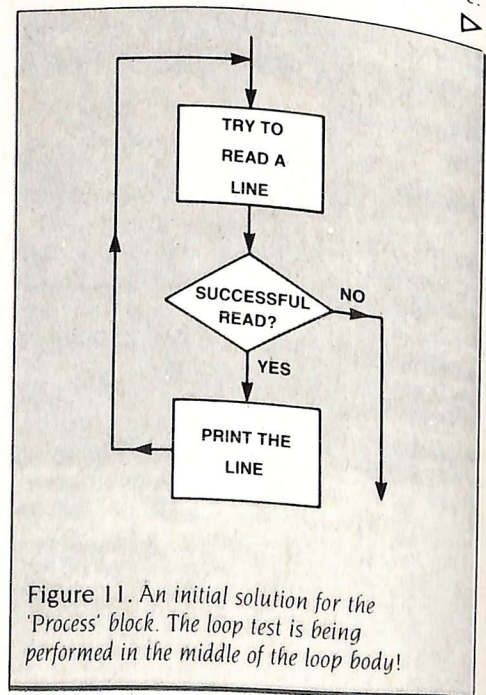 TRY TO
READ A
LINE
SUCCESSFUL
READ?
NO
YES
PRINT THE
LINE
Figure 11. An initial solution for the
'Process' block. The loop test is being
performed in the middle of the loop body!